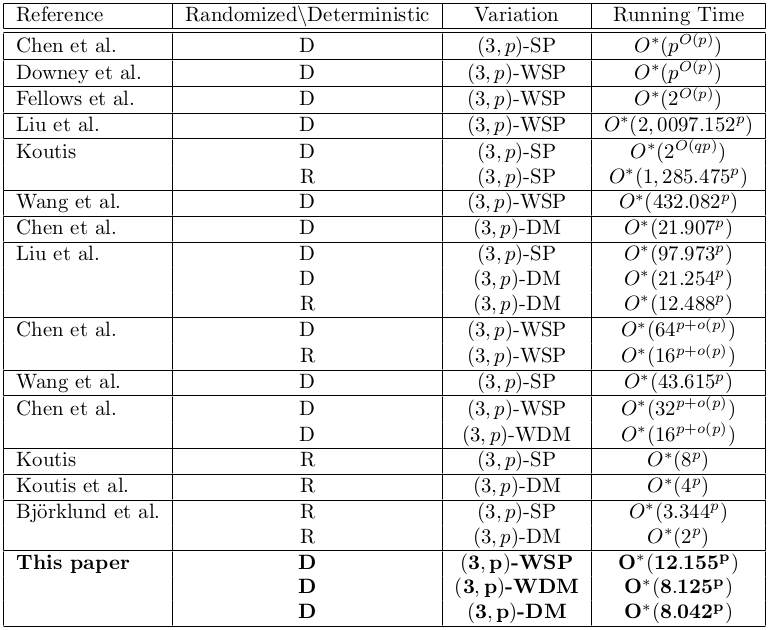 Reference Randomized\Deterministic Variation Running Time
Chen et al. D (3, p)-SP O*(p^{O(p)})
Downey et al. D (3, p)-WSP O*(p^{O(p)})
Fellows et al. D (3, p)-WSP O*(2^{O(p)})
Liu et al. D (3, p)-WSP O*(2,0097.152^p)
Koutis D (3, p)-SP O*(2^{O(qp)})
R (3, p)-SP O*(1,285.475^p)
Wang et al. D (3, p)-WSP O*(432.082^p)
Chen et al. D (3, p)-DM O*(21.907^p)
Liu et al. D (3, p)-SP O*(97.973^p)
D (3, p)-DM O*(21.254^p)
R (3, p)-DM O*(12.488^p)
Chen et al. D (3, p)-WSP O*(64^{p+o(p)})
R (3, p)-WSP O*(16^{p+o(p)})
Wang et al. D (3, p)-SP O*(43.615^p)
Chen et al. D (3, p)-WSP O*(32^{p+o(p)})
D (3, p)-WDM O*(16^{p+o(p)})
Koutis R (3, p)-SP O*(8^p)
Koutis et al. R (3, p)-DM O*(4^p)
Björklund et al. R (3, p)-SP O*(3.344^p)
R (3, p)-DM O*(2^p)
This paper D (3, p)-WSP O*(12.155^p)
D (3, p)-WDM O*(8.125^p)
D (3, p)-DM O*(8.042^p)